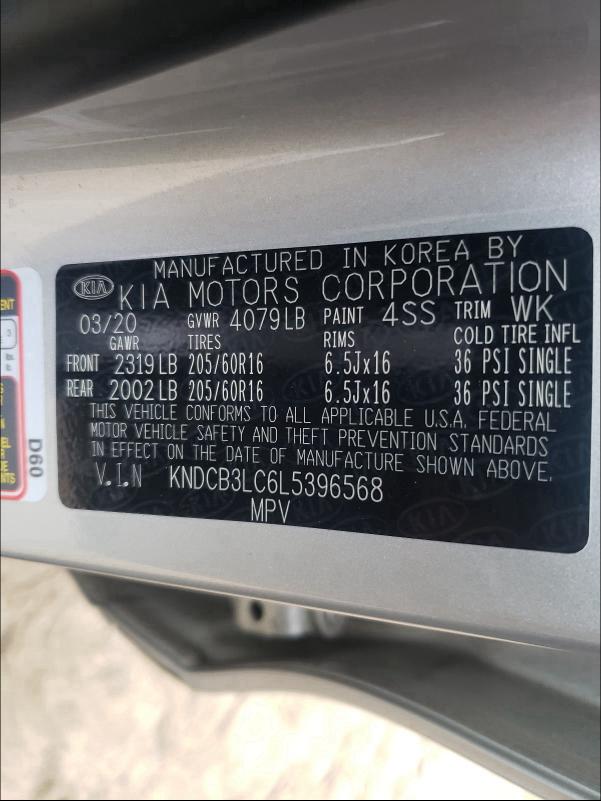 MANUFACTURED IN KOREA BY
KIA KIA MOTORS CORPORATION
03/20 GVWR 4079LB PAINT 4SS TRIM WK
GAWR TIRES RIMS COLD TIRE INFL
FRONT 2319LB 205/60R16 6.5Jx16 36 PSI SINGLE
REAR 2002LB 205/60R16 6.5Jx16 36 PSI SINGLE
THIS VEHICLE CONFORMS TO ALL APPLICABLE U.S.A. FEDERAL
MOTOR VEHICLE SAFETY AND THEFT PREVENTION STANDARDS
IN EFFECT ON THE DATE OF MANUFACTURE SHOWN ABOVE.
V.I.N KNDCB3LC6L5396568
MPV
D60